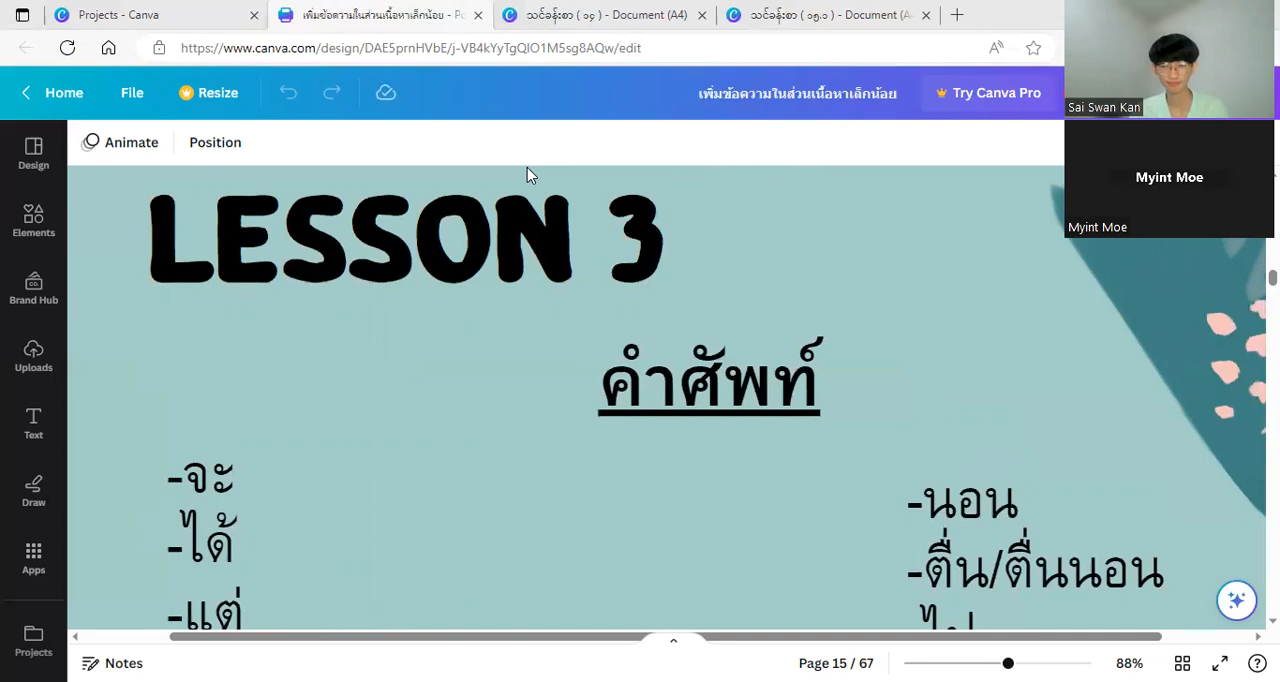 Projects - Canva
เพิ่มข้อความในส่วนเนื้อหาเล็กน้อย - Po
သင်ခန်းစာ ( ၁၄ ) - Document (A4)
သင်ခန်းစာ ( ၁၅.၁ ) - Document (A4
https://www.canva.com/design/DAE5prnHVbE/j-VB4kYyTgQlO1M5sg8AQw/edit
Home
File
Resize
เพิ่มข้อความในส่วนเนื้อหาเล็กน้อย
Try Canva Pro
Sai Swan Kan
Myint Moe
Myint Moe
Animate
Position
Design
Elements
Brand Hub
Uploads
Text
Draw
Apps
Projects
LESSON 3
คำศัพท์
-จะ
-ได้
-แต่
-นอน
-ตื่น/ตื่นนอน
Notes
Page 15 / 67
88%